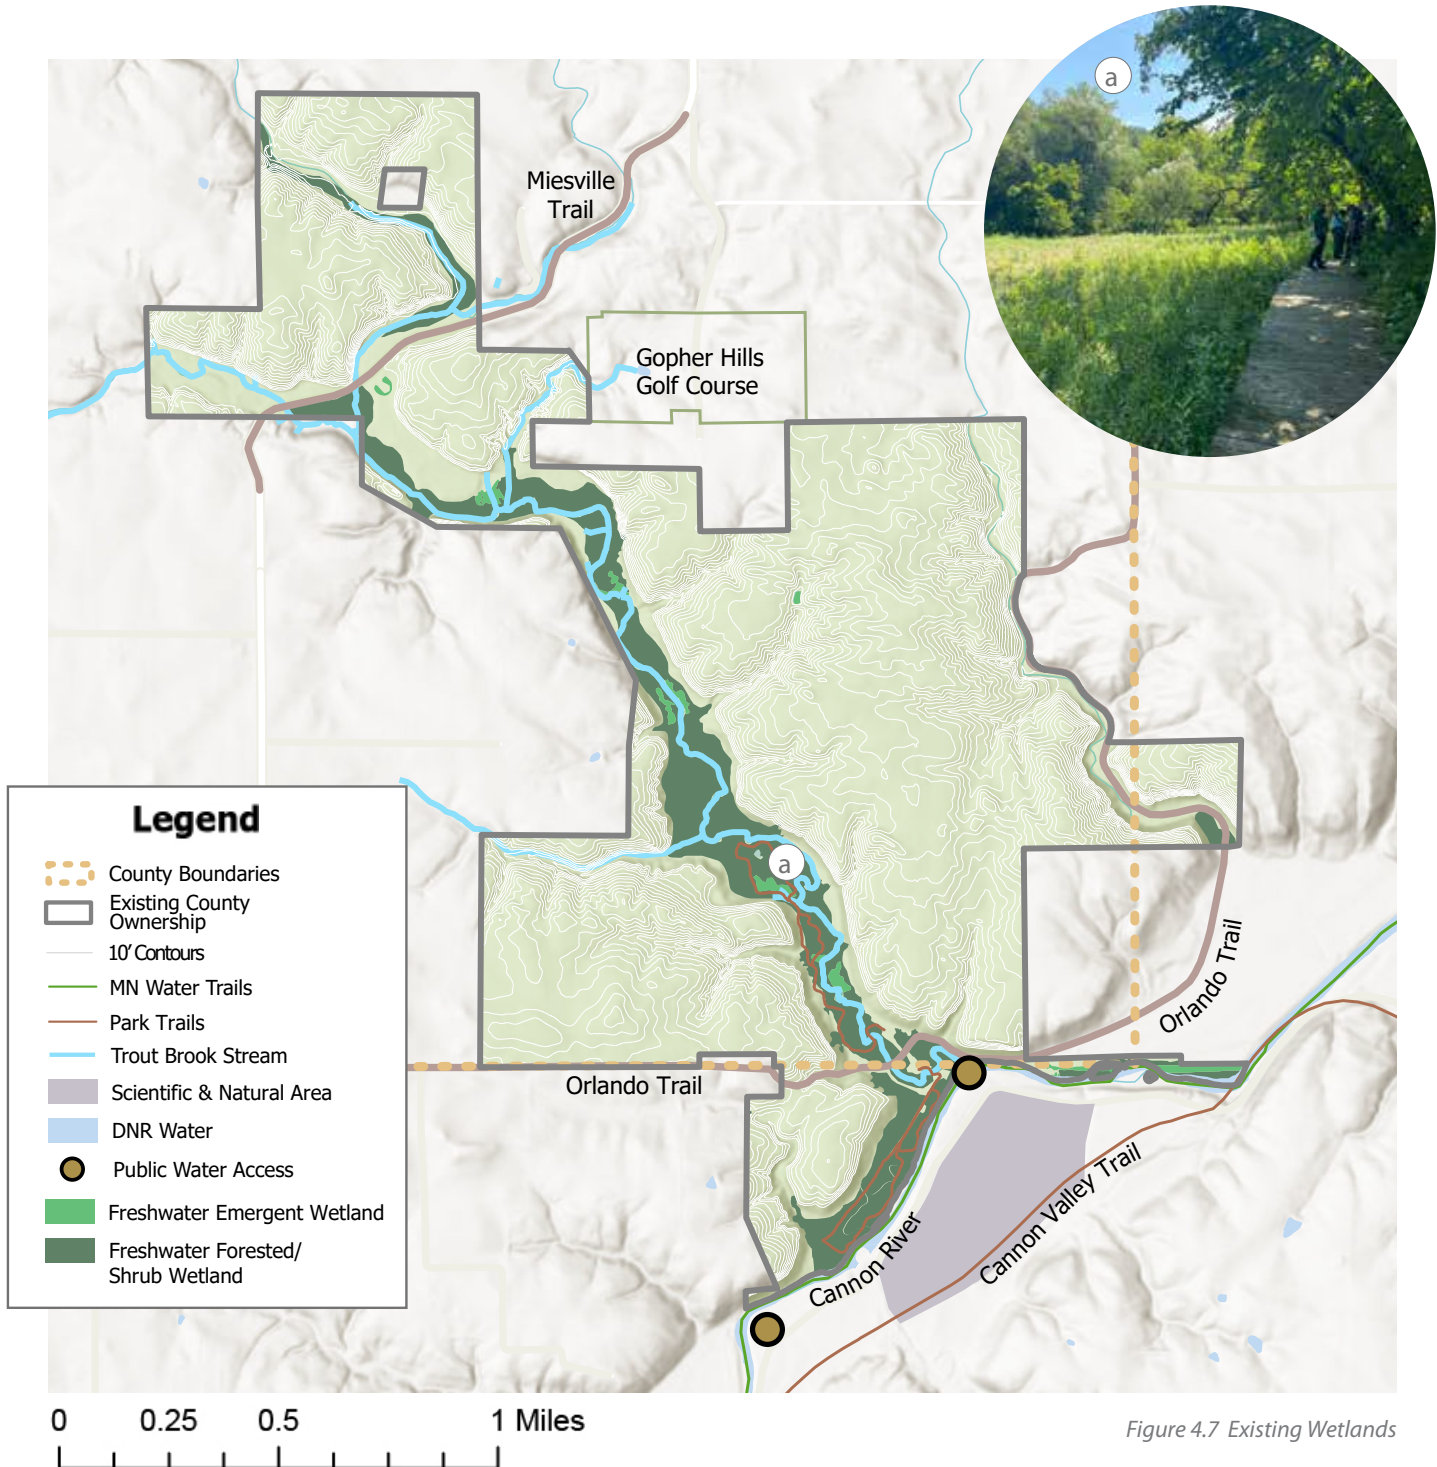 a
Miesville
Trail
Gopher Hills
Golf Course
a
Legend
County Boundaries
Existing County
Ownership
10' Contours
MN Water Trails
Park Trails
Trout Brook Stream
Scientific & Natural Area
DNR Water
Public Water Access
Freshwater Emergent Wetland
Freshwater Forested/
Shrub Wetland
Orlando Trail
Orlando Trail
Cannon River
Cannon Valley Trail
0 0.25 0.5 1 Miles
Figure 4.7 Existing Wetlands